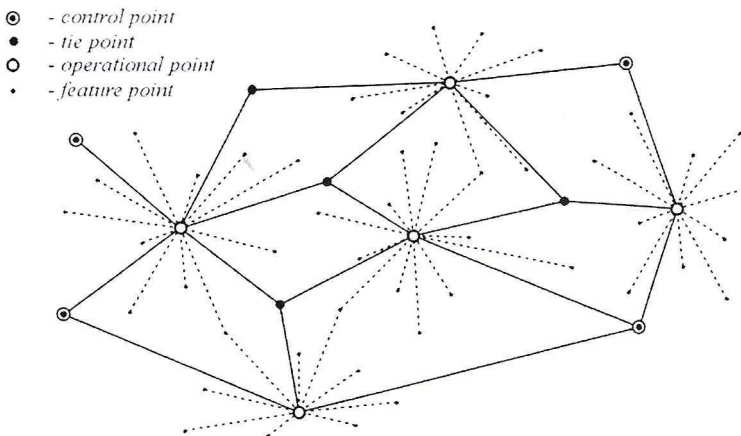 - control point
- tie point
- operational point
- feature point